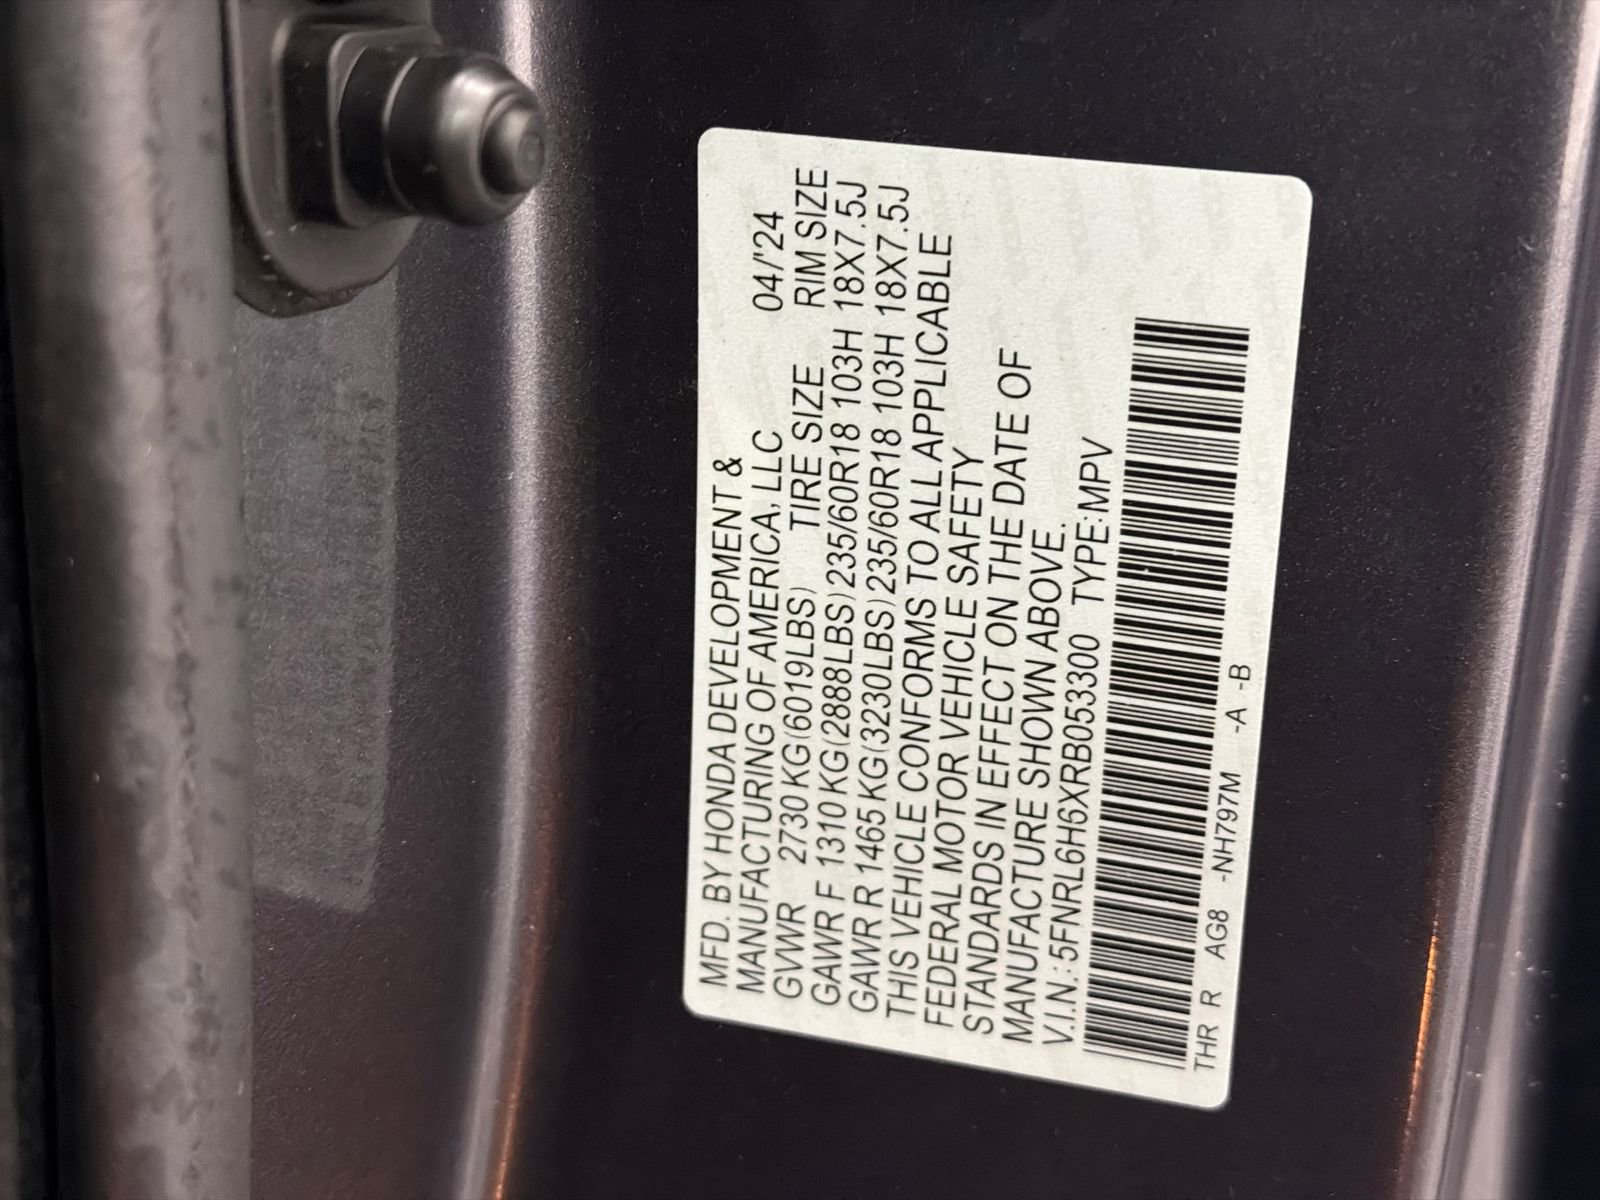 MFD. BY HONDA DEVELOPMENT &
MANUFACTURING OF AMERICA, LLC 04/'24
GVWR 2730 KG(6019LBS) TIRE SIZE RIM SIZE
GAWR F 1310 KG(2888LBS) 235/60R18 103H 18X7.5J
GAWR R 1465 KG(3230LBS) 235/60R18 103H 18X7.5J
THIS VEHICLE CONFORMS TO ALL APPLICABLE
FEDERAL MOTOR VEHICLE SAFETY
STANDARDS IN EFFECT ON THE DATE OF
MANUFACTURE SHOWN ABOVE.
V.I.N.: 5FNRL6H6XRB053300 TYPE:MPV
THR R AG8 -NH797M -A -B